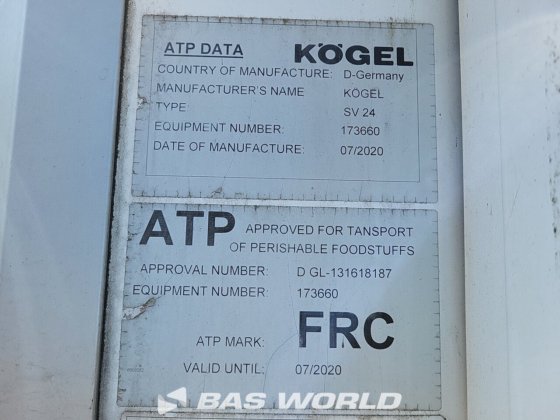 ATP DATA KÖGEL
COUNTRY OF MANUFACTURE: D-Germany
MANUFACTURER'S NAME KÖGEL
TYPE: SV 24
EQUIPMENT NUMBER: 173660
DATE OF MANUFACTURE: 07/2020
ATP APPROVED FOR TANSPORT
OF PERISHABLE FOODSTUFFS
APPROVAL NUMBER: D GL-131618187
EQUIPMENT NUMBER: 173660
ATP MARK: FRC
VALID UNTIL: 07/2020
BAS WORLD